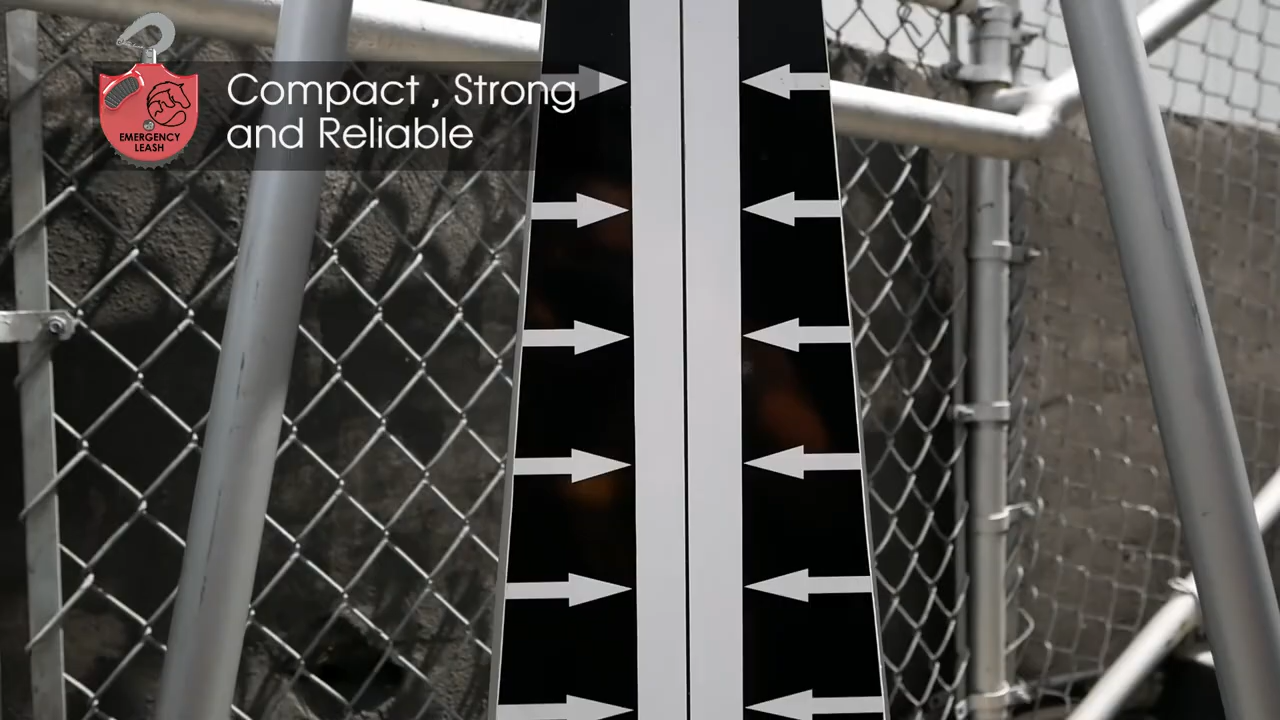 Compact , Strong
and Reliable
EMERGENCY
LEASH